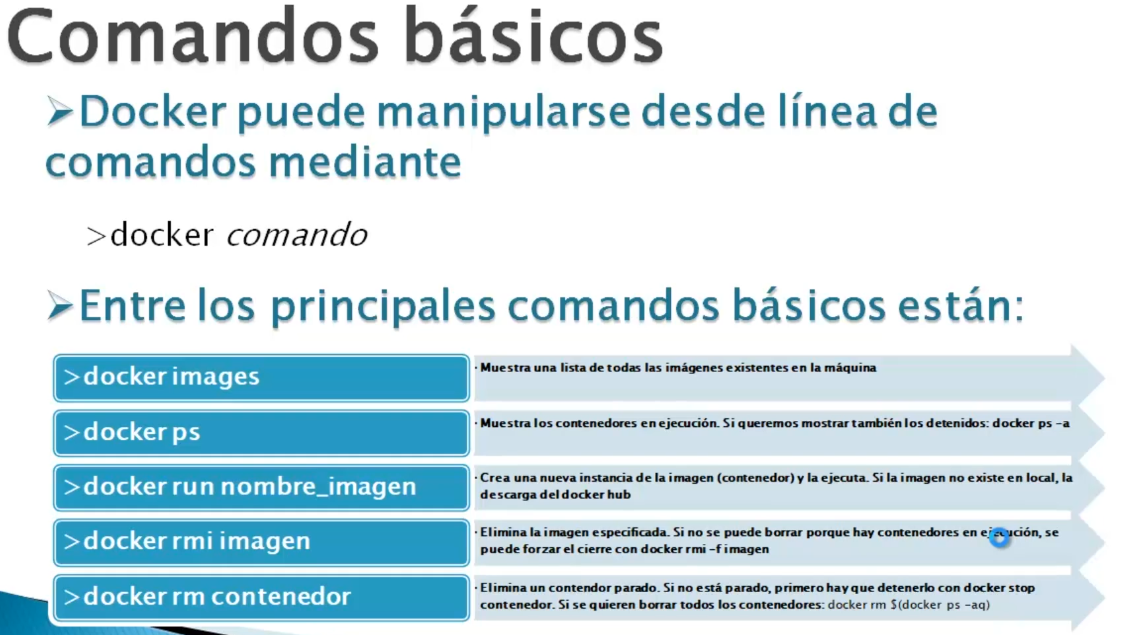 Comandos básicos
Docker puede manipularse desde línea de
comandos mediante
>docker comando
Entre los principales comandos básicos están:
>docker images
· Muestra una lista de todas las imágenes existentes en la máquina
>docker ps
· Muestra los contenedores en ejecución. Si queremos mostrar también los detenidos: docker ps -a
>docker run nombre_imagen
· Crea una nueva instancia de la imagen (contenedor) y la ejecuta. Si la imagen no existe en local, la
descarga del docker hub
>docker rmi imagen
· Elimina la imagen especificada. Si no se puede borrar porque hay contenedores en ejecución, se
puede forzar el cierre con docker rmi -f imagen
>docker rm contenedor
· Elimina un contendor parado. Si no está parado, primero hay que detenerlo con docker stop
contenedor. Si se quieren borrar todos los contenedores: docker rm $(docker ps -aq)